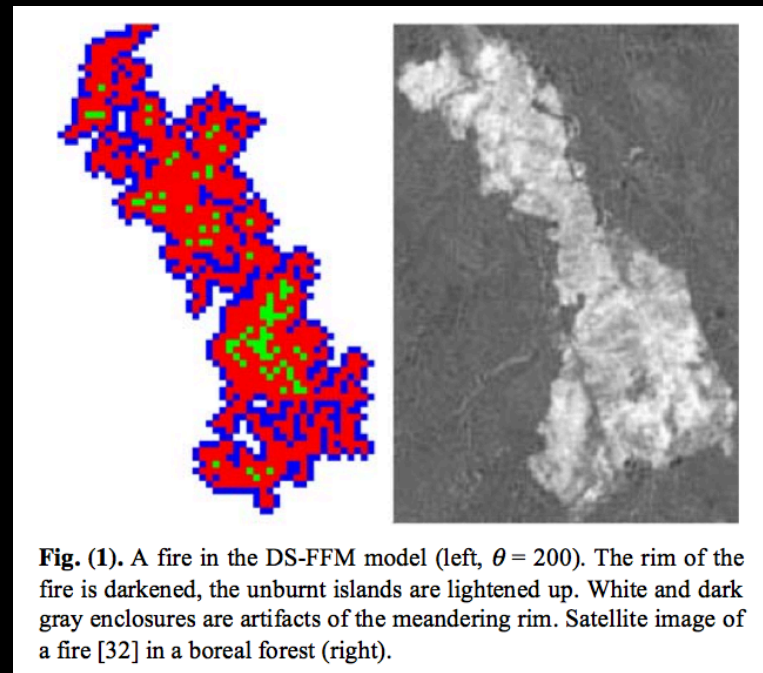 Fig. (1). A fire in the DS-FFM model (left, θ = 200). The rim of the
fire is darkened, the unburnt islands are lightened up. White and dark
gray enclosures are artifacts of the meandering rim. Satellite image of
a fire [32] in a boreal forest (right).